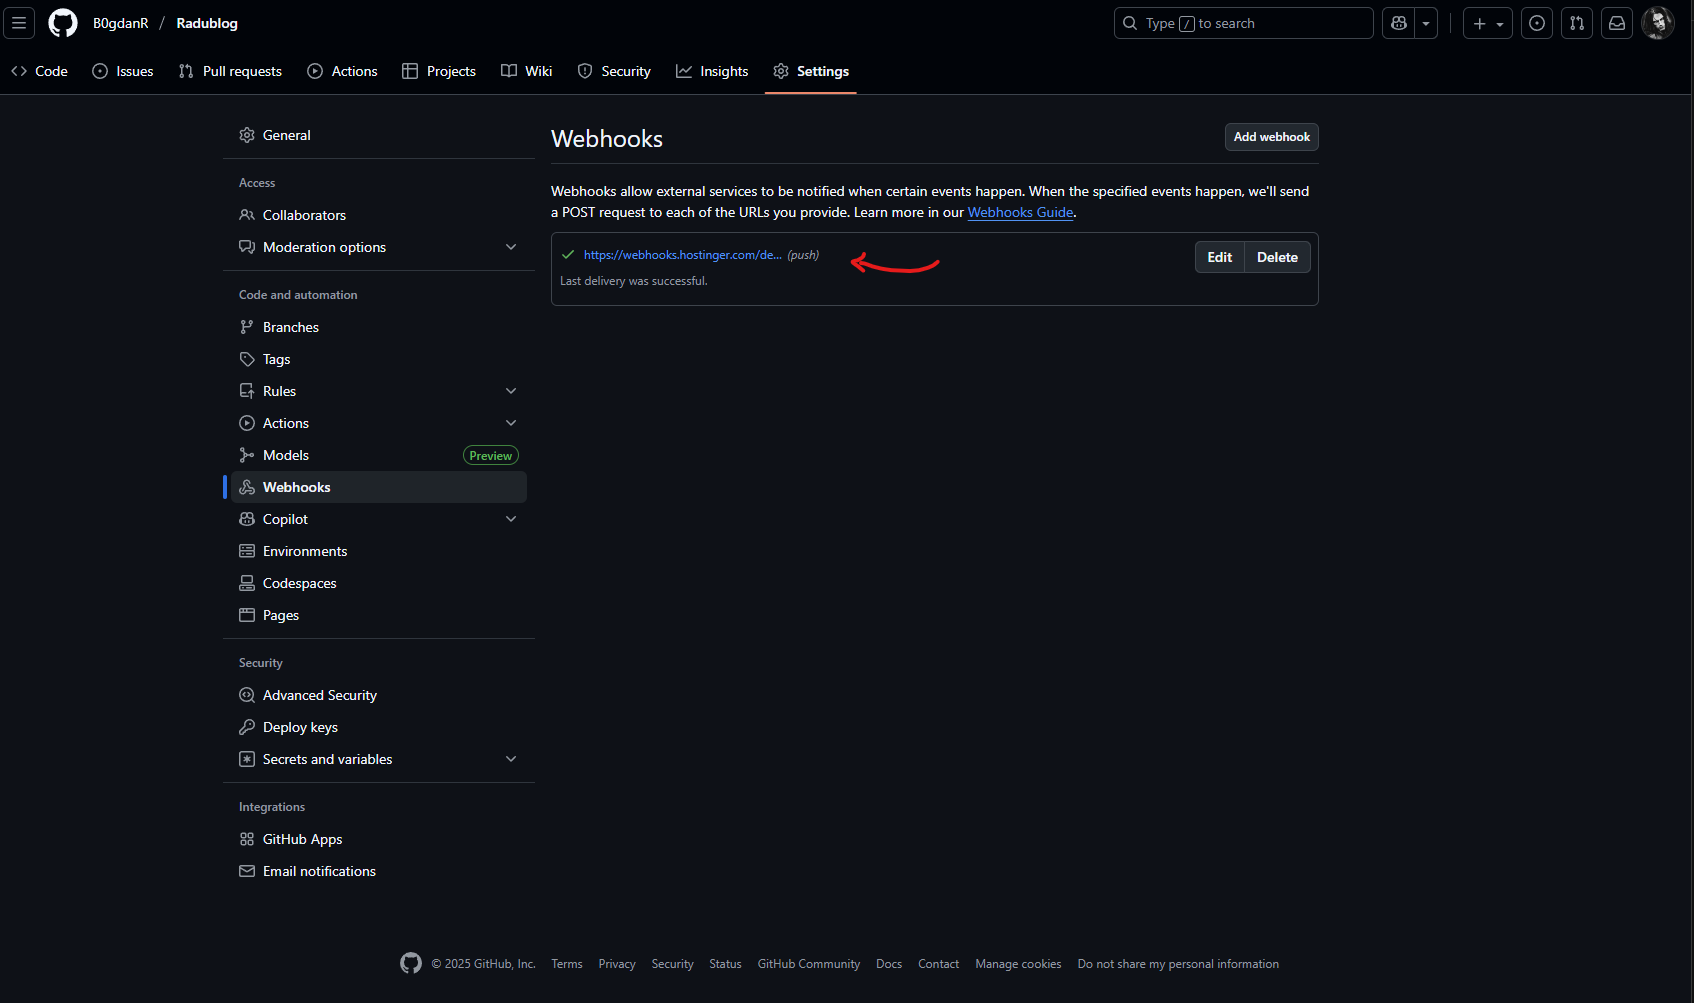 B0gdanR / Radublog
Type / to search
Code
Issues
Pull requests
Actions
Projects
Wiki
Security
Insights
Settings
General
Access
Collaborators
Moderation options
Code and automation
Branches
Tags
Rules
Actions
Models Preview
Webhooks
Copilot
Environments
Codespaces
Pages
Security
Advanced Security
Deploy keys
Secrets and variables
Integrations
GitHub Apps
Email notifications
Webhooks
Add webhook
Webhooks allow external services to be notified when certain events happen. When the specified events happen, we'll send
a POST request to each of the URLs you provide. Learn more in our Webhooks Guide.
https://webhooks.hostinger.com/de... (push)
Edit Delete
Last delivery was successful.
© 2025 GitHub, Inc. Terms Privacy Security Status GitHub Community Docs Contact Manage cookies Do not share my personal information